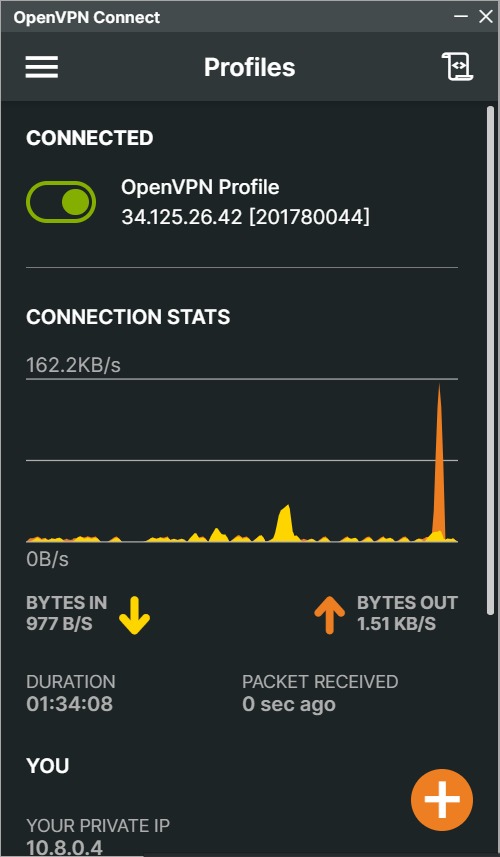 OpenVPN Connect
Profiles
CONNECTED
OpenVPN Profile
34.125.26.42 [201780044]
CONNECTION STATS
162.2KB/s
0B/s
BYTES IN
977 B/S
BYTES OUT
1.51 KB/S
DURATION
01:34:08
PACKET RECEIVED
0 sec ago
YOU
YOUR PRIVATE IP
10.8.0.4